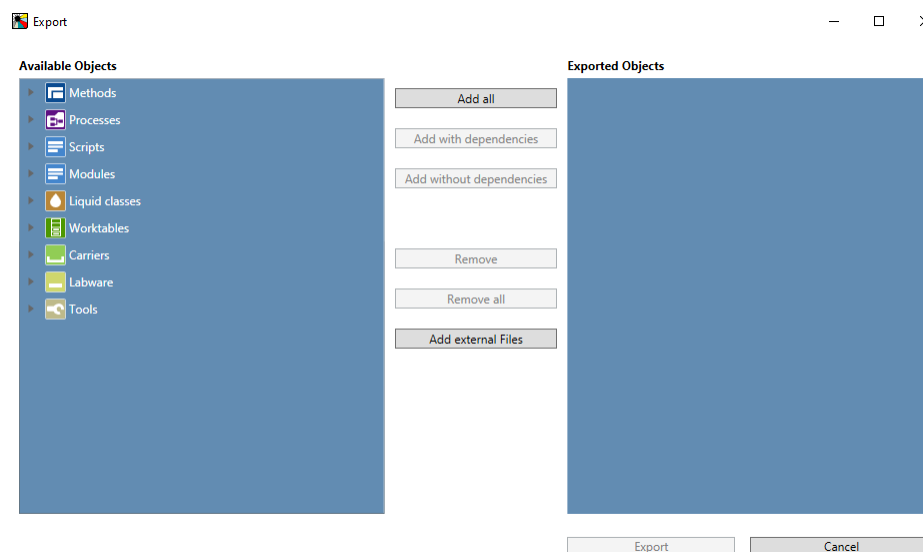 Export
Available Objects
Methods
Processes
Scripts
Modules
Liquid classes
Worktables
Carriers
Labware
Tools
Add all
Add with dependencies
Add without dependencies
Remove
Remove all
Add external Files
Exported Objects
Export
Cancel